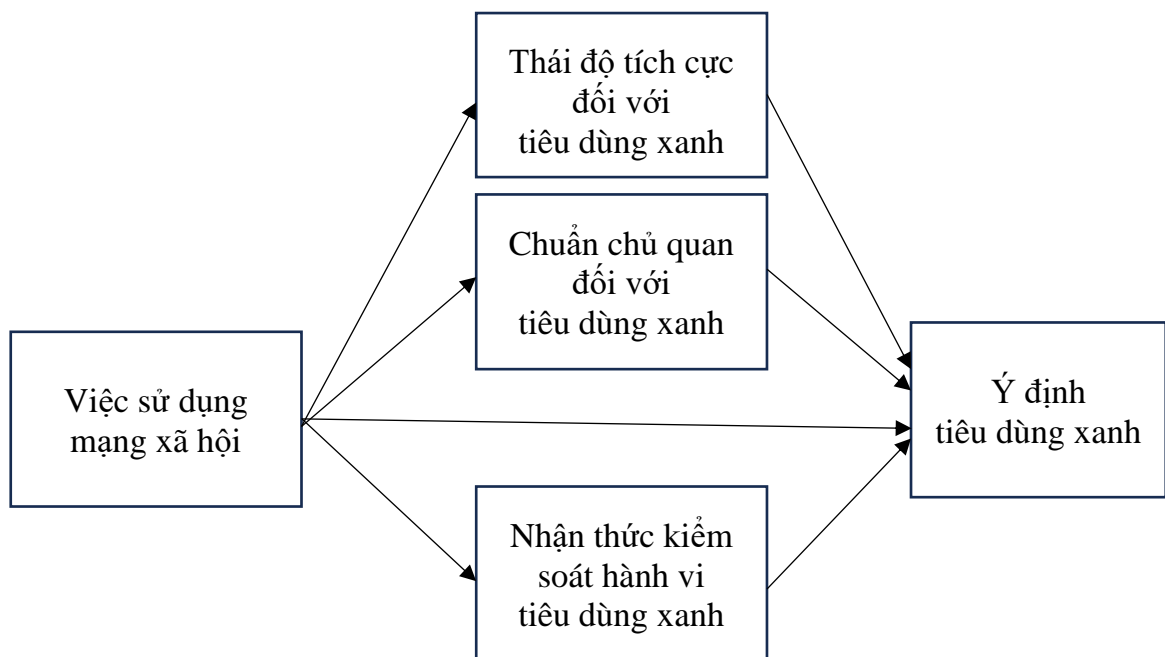 Thái độ tích cực
đối với
tiêu dùng xanh
Chuẩn chủ quan
đối với
tiêu dùng xanh
Việc sử dụng
mạng xã hội
Ý định
tiêu dùng xanh
Nhận thức kiểm
soát hành vi
tiêu dùng xanh